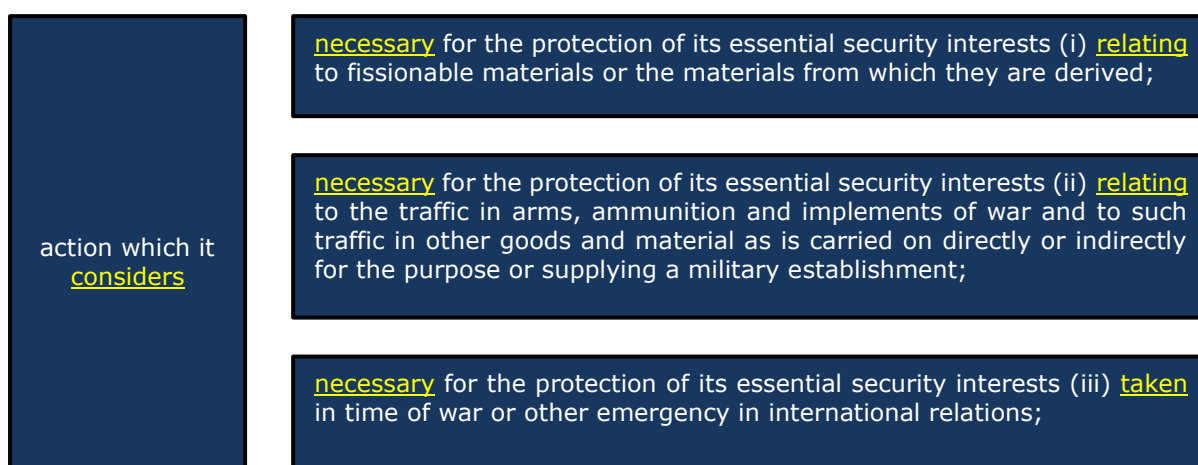 action which it
considers
necessary for the protection of its essential security interests (i) relating
to fissionable materials or the materials from which they are derived;
necessary for the protection of its essential security interests (ii) relating
to the traffic in arms, ammunition and implements of war and to such
traffic in other goods and material as is carried on directly or indirectly
for the purpose or supplying a military establishment;
necessary for the protection of its essential security interests (iii) taken
in time of war or other emergency in international relations;